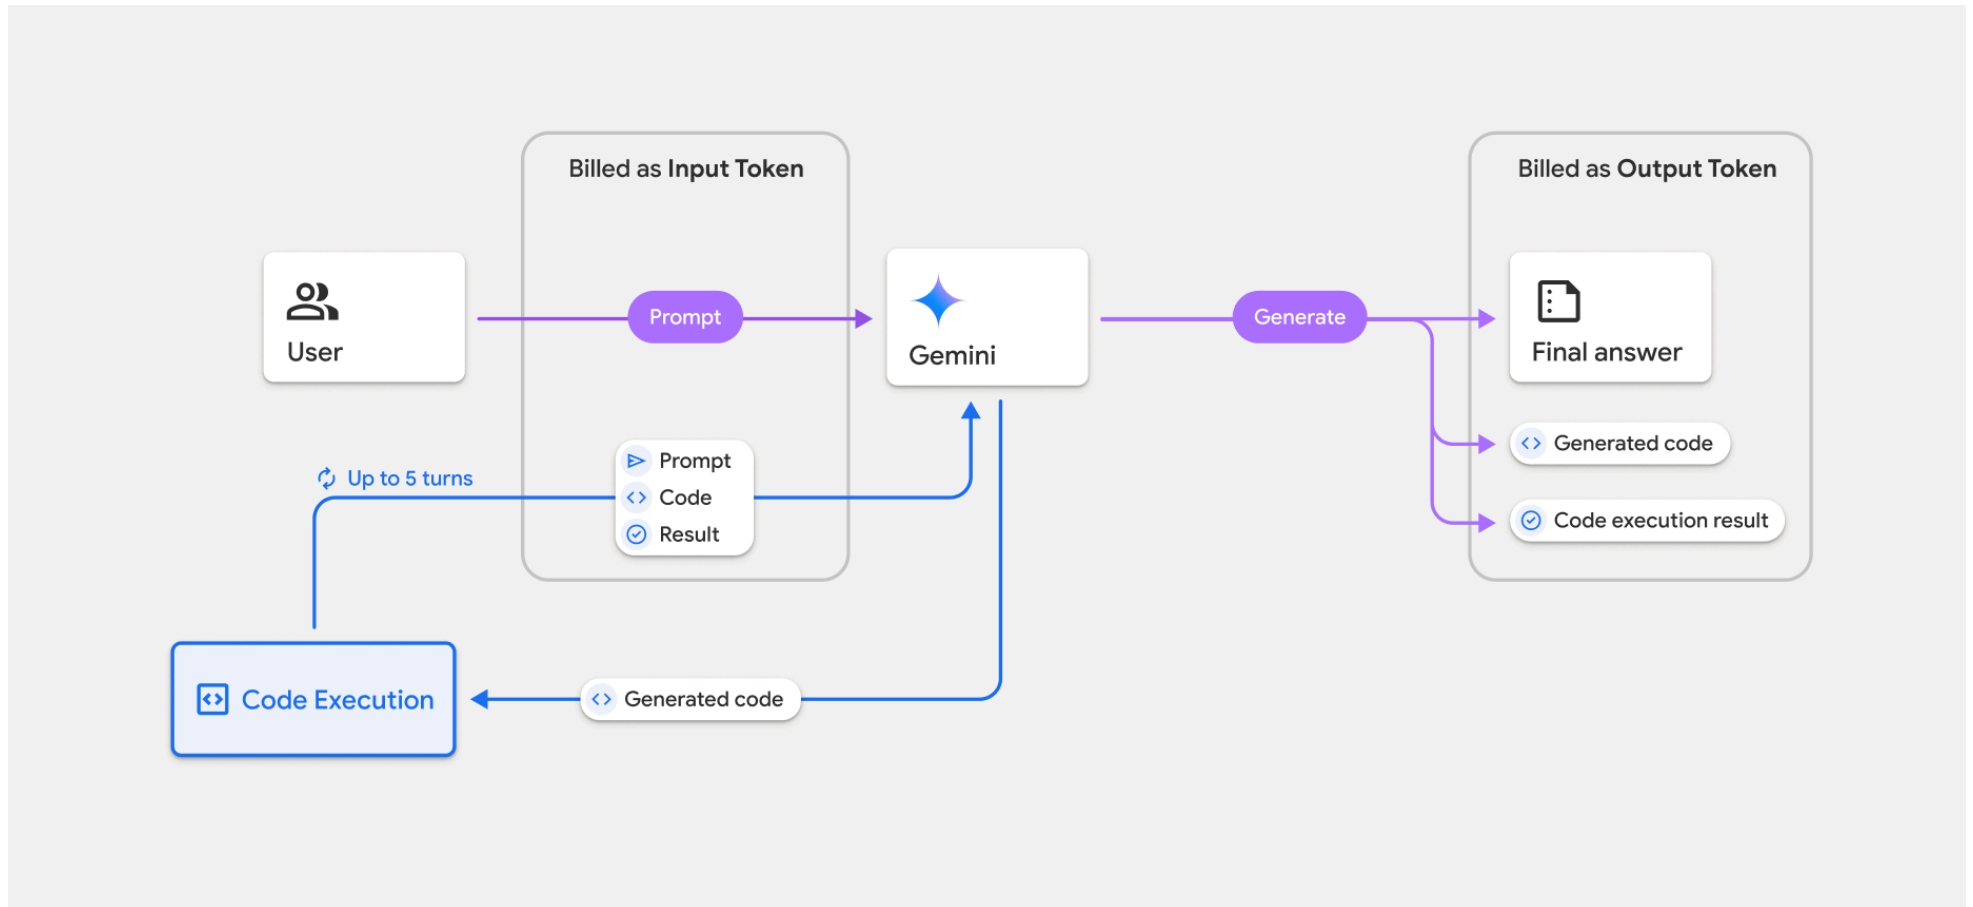 Billed as Input Token
Billed as Output Token
User
Prompt
Gemini
Generate
Final answer
Up to 5 turns
Prompt
Code
Result
Generated code
Code execution result
Code Execution
Generated code